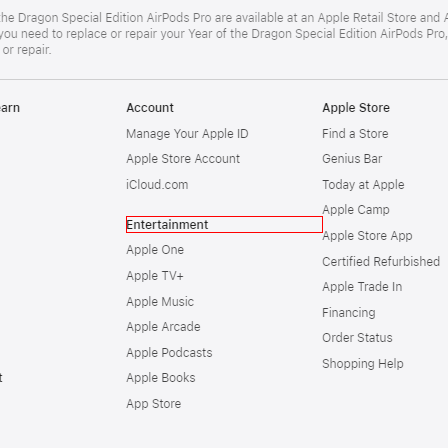 the Dragon Special Edition AirPods Pro are available at an Apple Retail Store and
you need to replace or repair your Year of the Dragon Special Edition AirPods Pro,
or repair.
Account
Manage Your Apple ID
Apple Store Account
iCloud.com
Entertainment
Apple One
Apple TV+
Apple Music
Apple Arcade
Apple Podcasts
Apple Books
App Store
Apple Store
Find a Store
Genius Bar
Today at Apple
Apple Camp
Apple Store App
Certified Refurbished
Apple Trade In
Financing
Order Status
Shopping Help